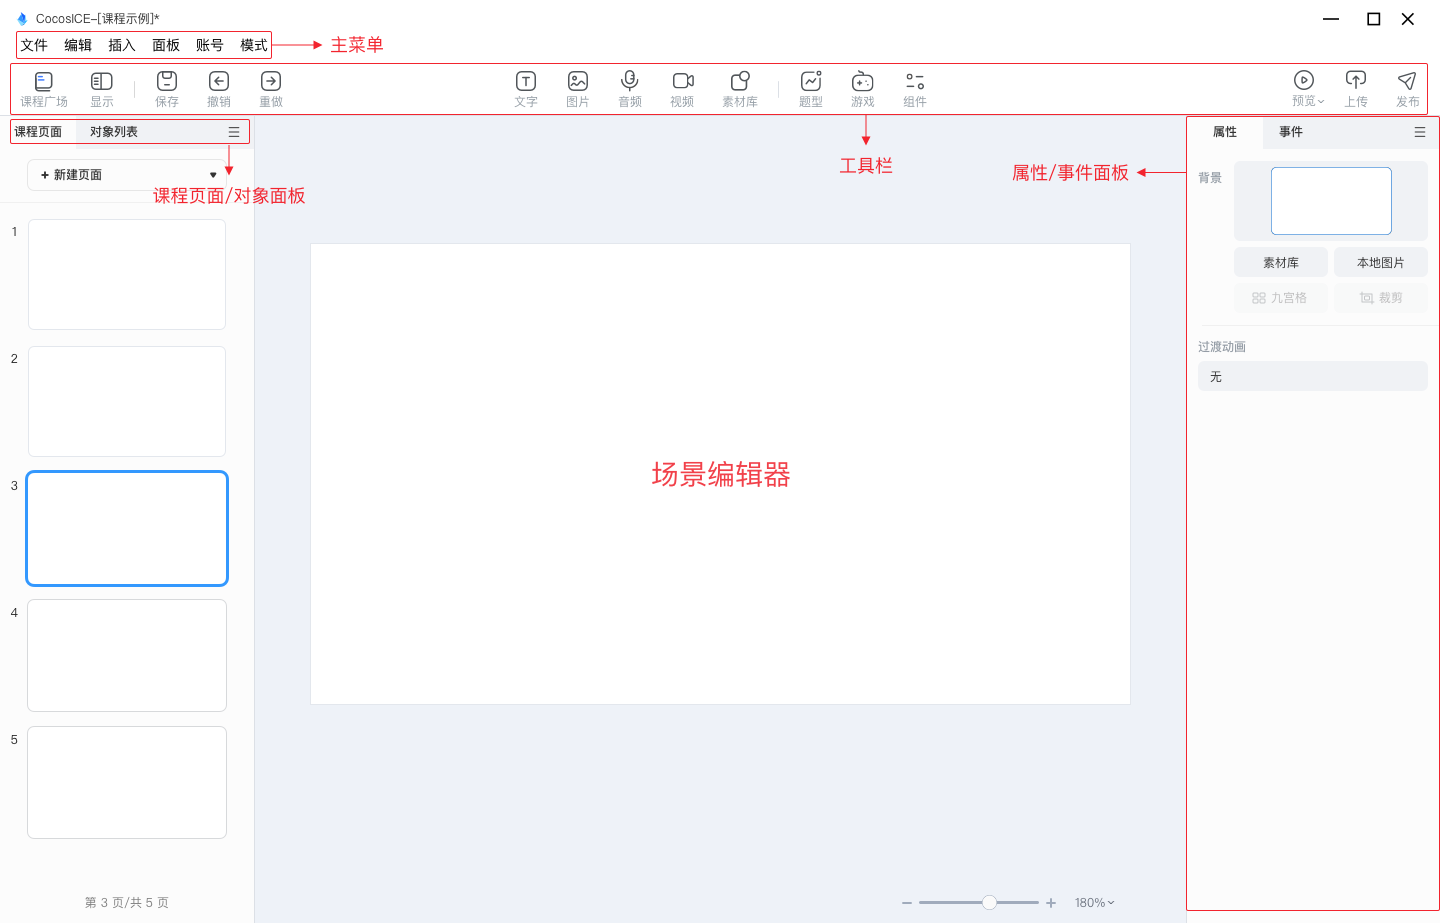 CocosICE-[课程示例]*
文件 编辑 插入 面板 账号 模式 主菜单
课程广场 显示 保存 撤销 重做 文字 图片 音频 视频 素材库 题型 游戏 组件 预览 上传 发布
课程页面 对象列表 属性 事件
工具栏
+ 新建页面 属性/事件面板 背景
课程页面/对象面板
1
素材库 本地图片
九宫格 裁剪
过渡动画
2
无
场景编辑器
3
4
5
第 3 页/共 5 页 180%